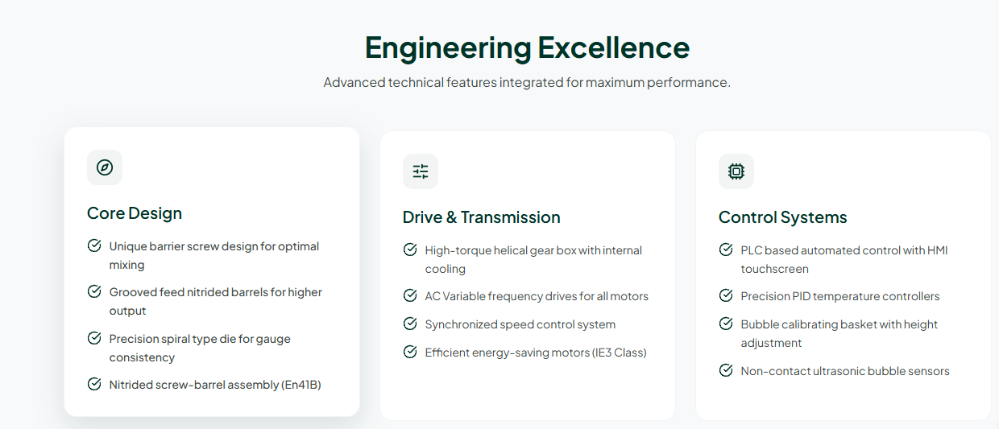 Engineering Excellence
Advanced technical features integrated for maximum performance.
Core Design
Unique barrier screw design for optimal
mixing
Grooved feed nitrided barrels for higher
output
Precision spiral type die for gauge
consistency
Nitrided screw-barrel assembly (En41B)
Drive & Transmission
High-torque helical gear box with internal
cooling
AC Variable frequency drives for all motors
Synchronized speed control system
Efficient energy-saving motors (IE3 Class)
Control Systems
PLC based automated control with HMI
touchscreen
Precision PID temperature controllers
Bubble calibrating basket with height
adjustment
Non-contact ultrasonic bubble sensors